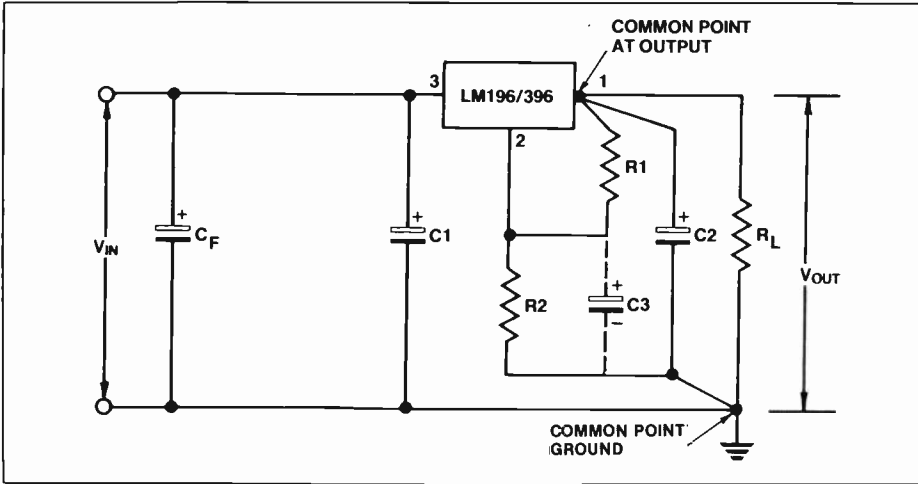 COMMON POINT
AT OUTPUT
3
LM196/396
1
2
R1
+
C_F
+
C1
+
C2
R_L
V_IN
V_OUT
R2
+
C3
−
COMMON POINT
GROUND